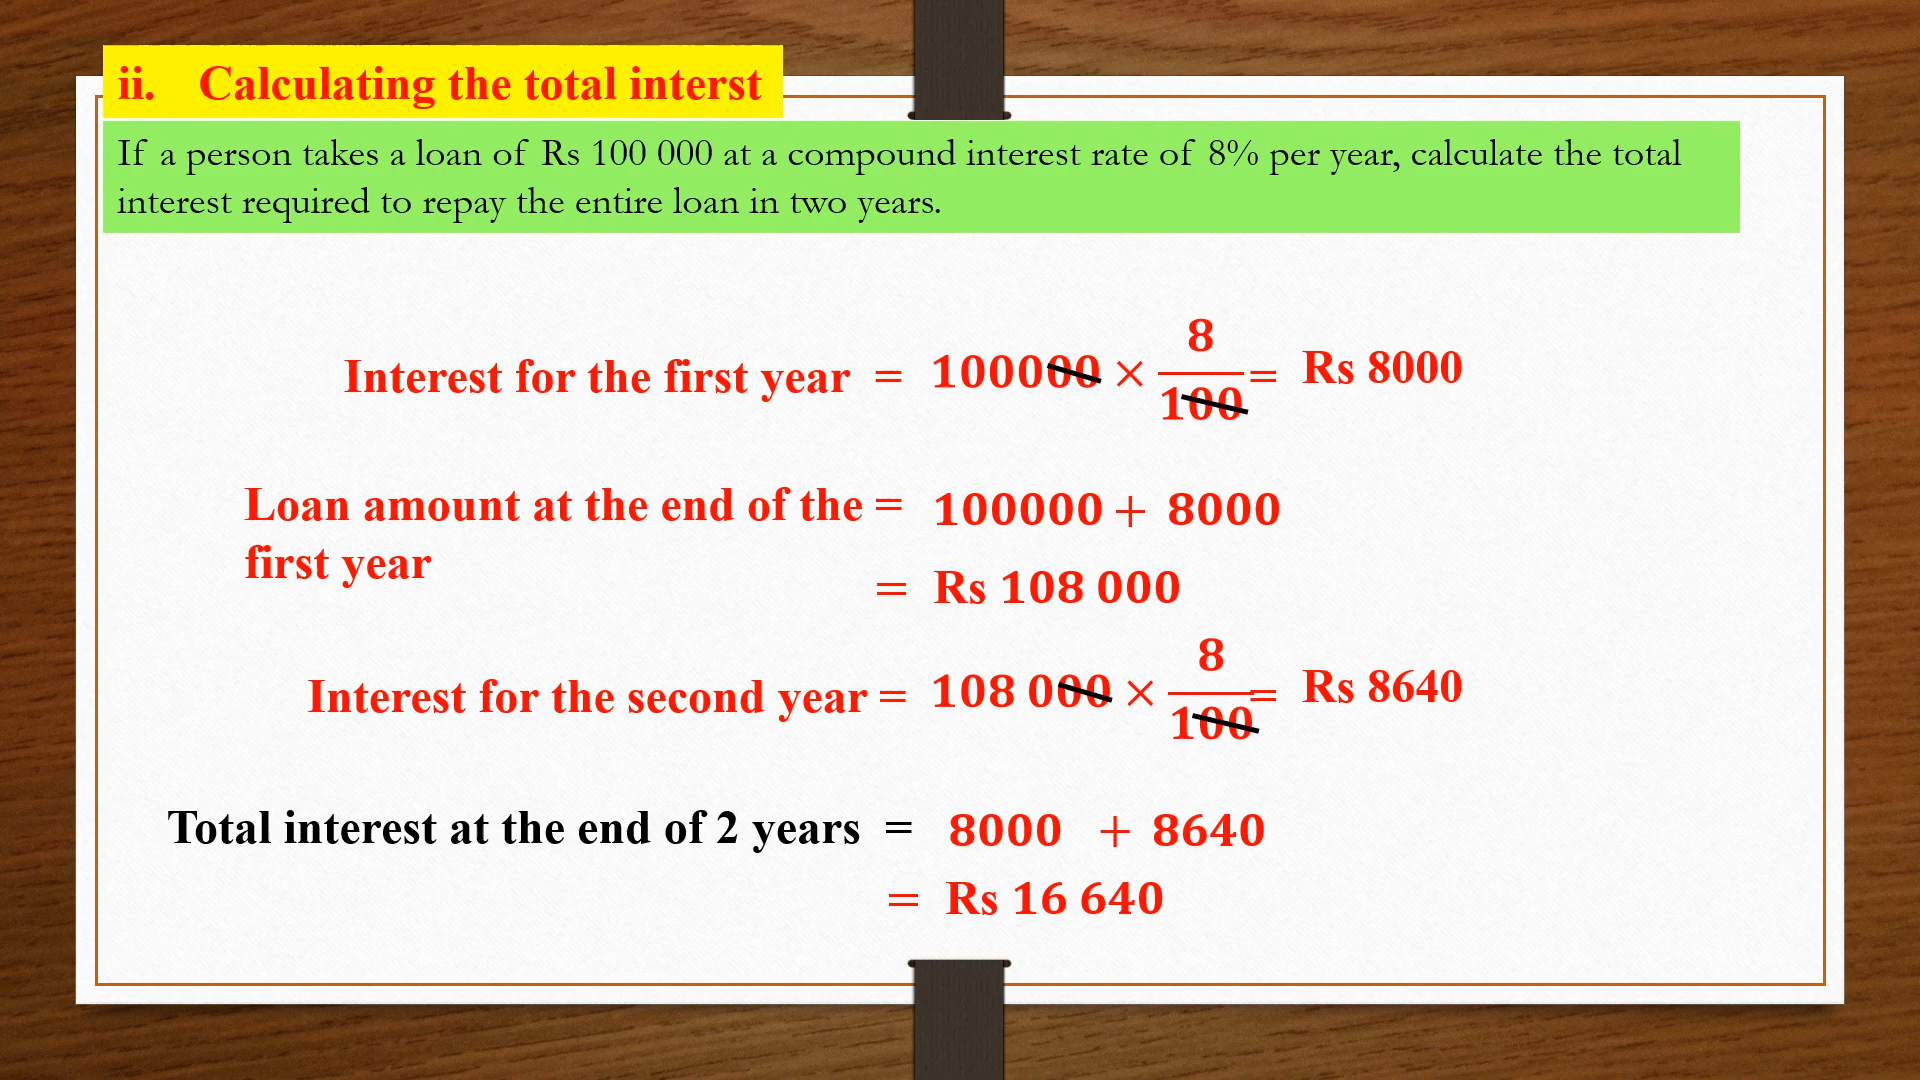 ii. Calculating the total interst
If a person takes a loan of Rs 100 000 at a compound interest rate of 8% per year, calculate the total
interest required to repay the entire loan in two years.
Interest for the first year = 100000 × 8/100 = Rs 8000
Loan amount at the end of the = 100000 + 8000
first year
= Rs 108 000
Interest for the second year = 108 000 × 8/100 = Rs 8640
Total interest at the end of 2 years = 8000 + 8640
= Rs 16 640